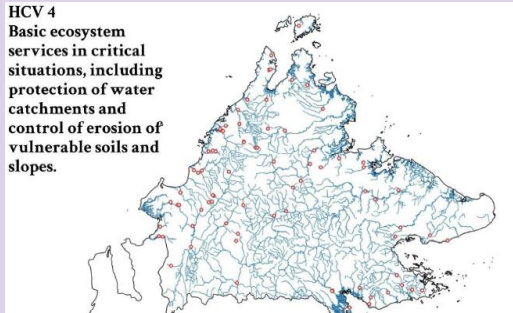 HCV 4
Basic ecosystem
services in critical
situations, including
protection of water
catchments and
control of erosion of
vulnerable soils and
slopes.